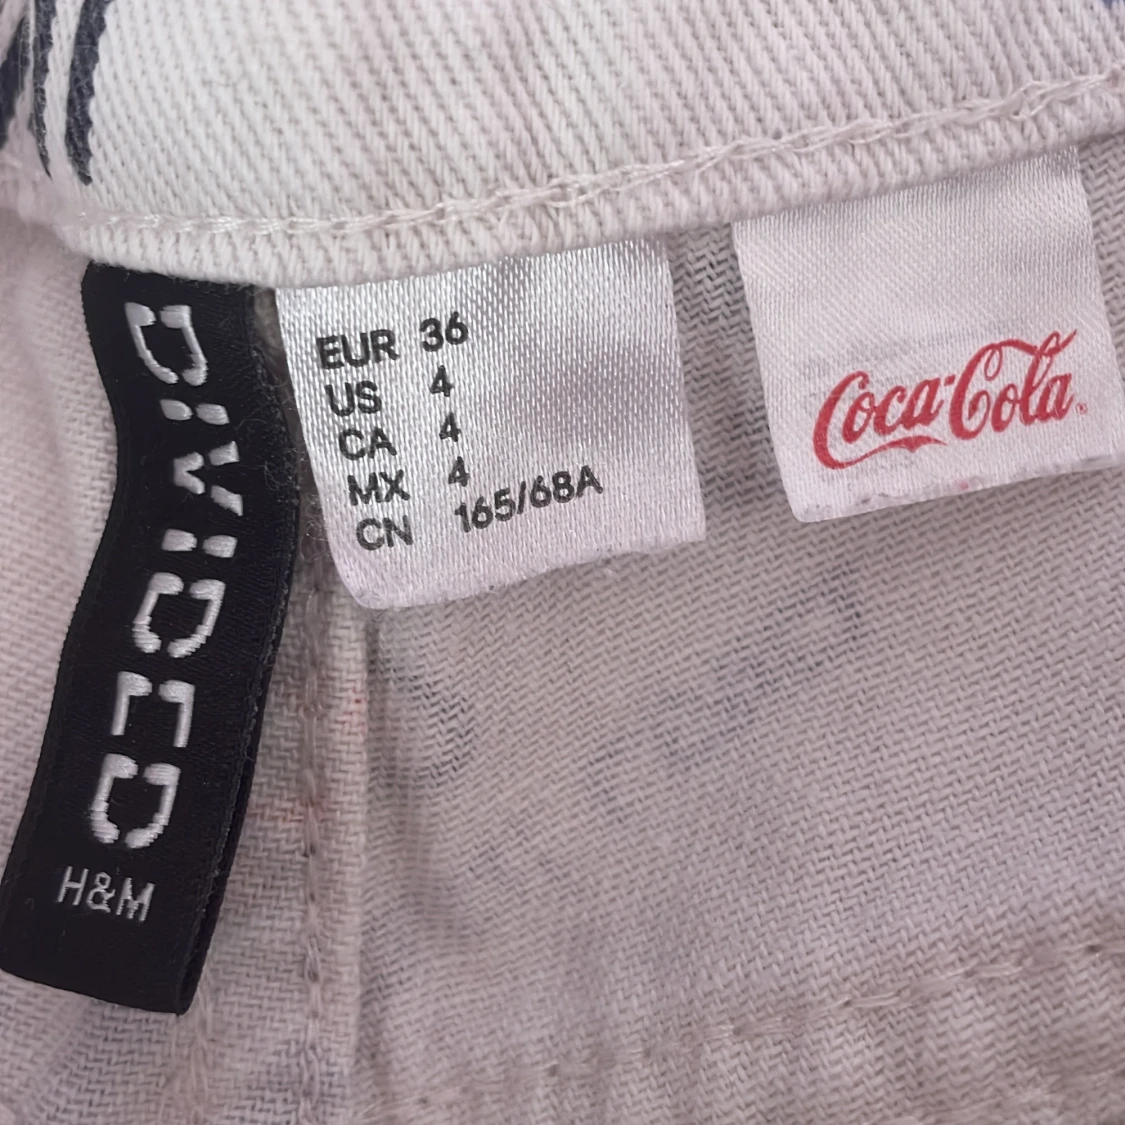 DIVIDED
H&M
EUR 36
US 4
CA 4
MX 4
CN 165/68A
Coca-Cola®